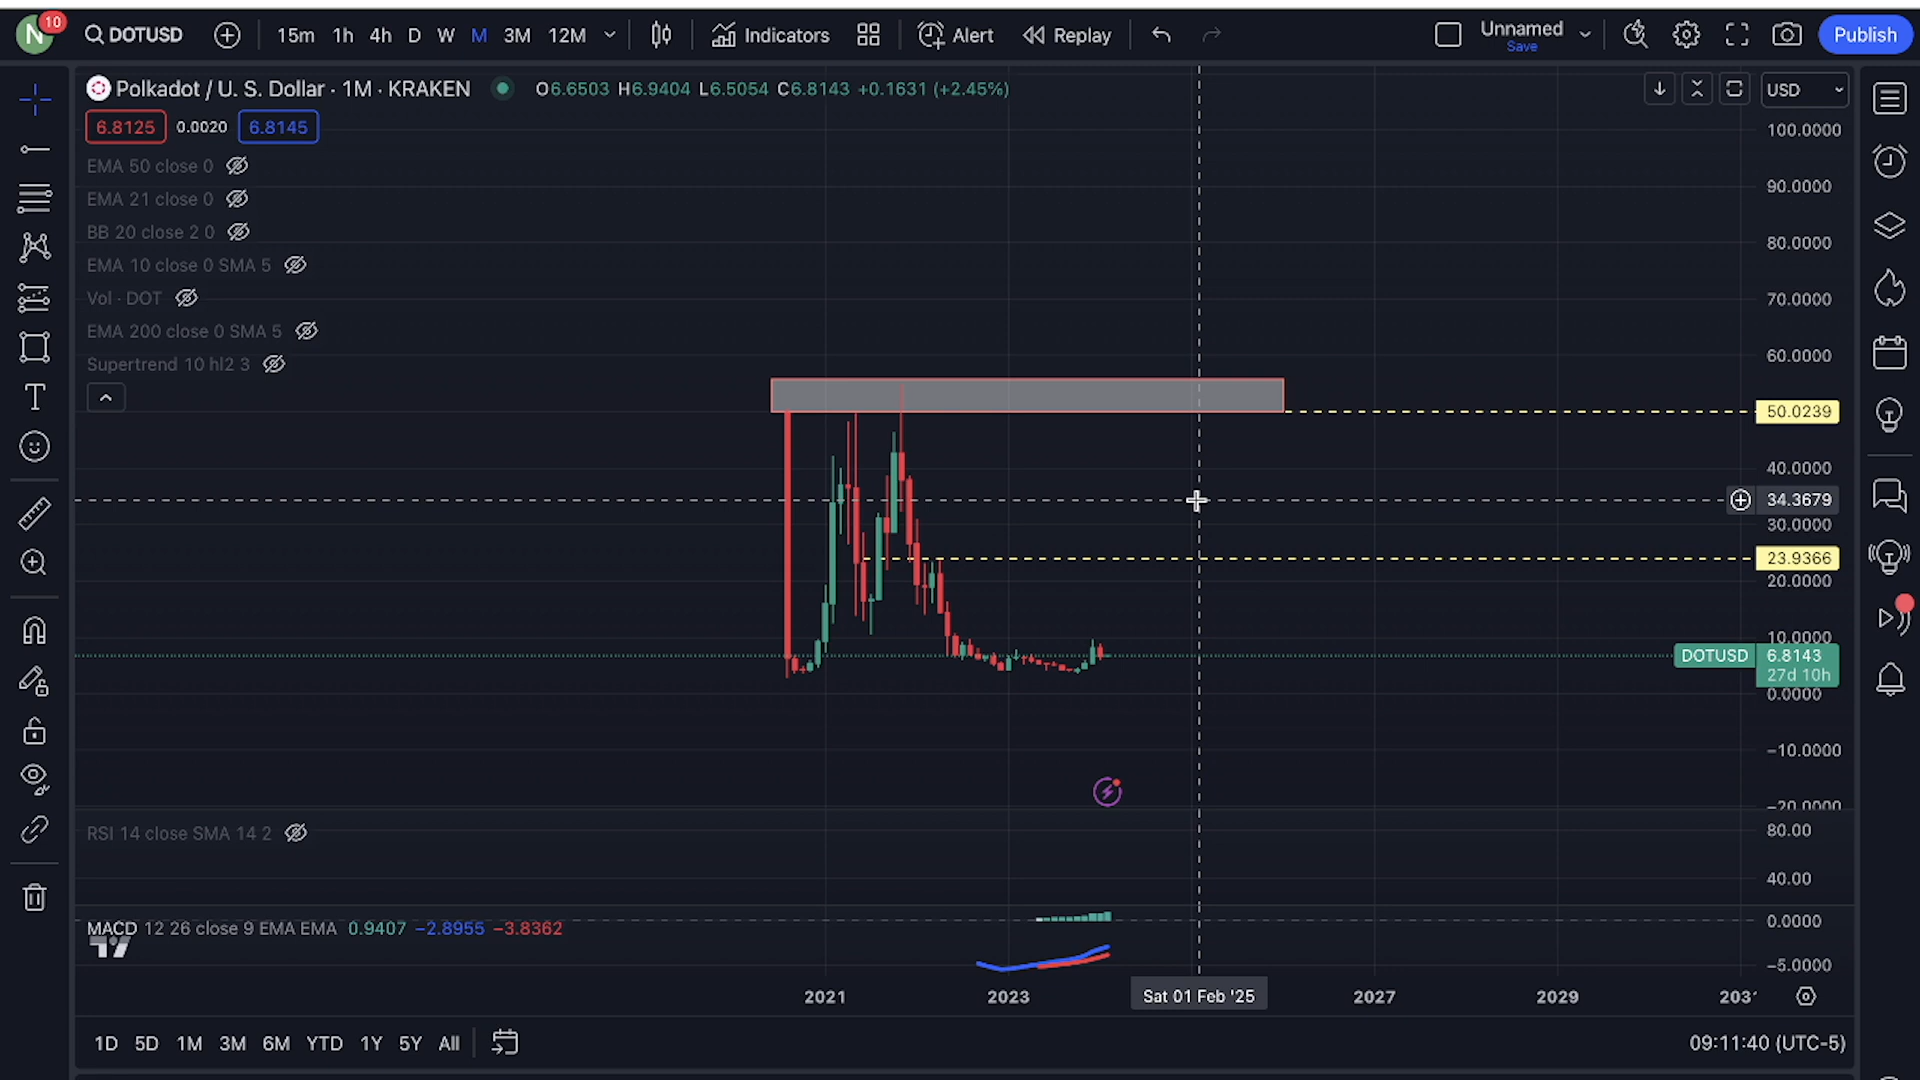 N 10 DOTUSD 15m 1h 4h D W M 3M 12M Indicators Alert Replay Unnamed Save Publish
Polkadot / U. S. Dollar · 1M · KRAKEN O6.6503 H6.9404 L6.5054 C6.8143 +0.1631 (+2.45%) USD
6.8125 0.0020 6.8145
EMA 50 close 0
EMA 21 close 0
BB 20 close 2 0
EMA 10 close 0 SMA 5
Vol · DOT
EMA 200 close 0 SMA 5
Supertrend 10 hl2 3
100.0000
90.0000
80.0000
70.0000
60.0000
50.0239
40.0000
34.3679
30.0000
23.9366
20.0000
10.0000
DOTUSD 6.8143
27d 10h
0.0000
−10.0000
−20.0000
RSI 14 close SMA 14 2
80.00
40.00
MACD 12 26 close 9 EMA EMA 0.9407 −2.8955 −3.8362
0.0000
−5.0000
2021 2023 Sat 01 Feb '25 2027 2029
1D 5D 1M 3M 6M YTD 1Y 5Y All 09:11:40 (UTC-5)